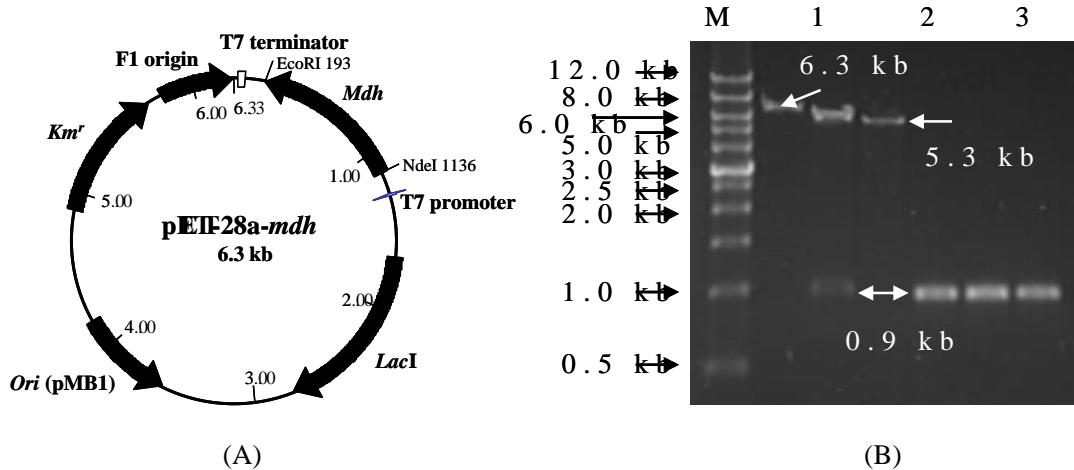 T7 terminator
F1 origin
EcoRI 193
Mdh
6.00
6.33
Kmr
1.00
NdeI 1136
5.00
T7 promoter
pET-28a-mdh
6.3 kb
2.00
4.00
LacI
Ori (pMB1)
3.00
(A)
M 1 2 3
12.0 kb
8.0 kb
6.0 kb
5.0 kb
3.0 kb
2.5 kb
2.0 kb
1.0 kb
0.5 kb
6.3 kb
5.3 kb
0.9 kb
(B)